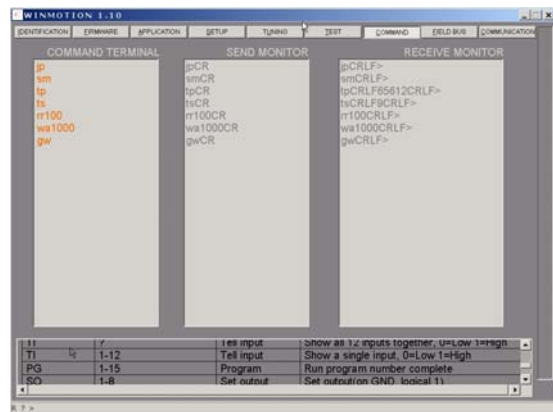 WINMOTION 1.10
IDENTIFICATION FIRMWARE APPLICATION SETUP TUNING TEST COMMAND FIELD BUS COMMUNICATION
COMMAND TERMINAL SEND MONITOR RECEIVE MONITOR
jp jpCR jpCRLF>
sm smCR smCRLF>
tp tpCR tpCRLF65612CRLF>
ts tsCR tsCRLF9CRLF>
rr100 rr100CR rr100CRLF>
wa1000 wa1000CR wa1000CRLF>
gw gwCR gwCRLF>
TI ? Tell input Show all 12 inputs together, 0=Low 1=High
TI 1-12 Tell input Show a single input, 0=Low 1=High
PG 1-15 Program Run program number complete
SO 1-8 Set output Set output(on GND, logical 1)
R ? >